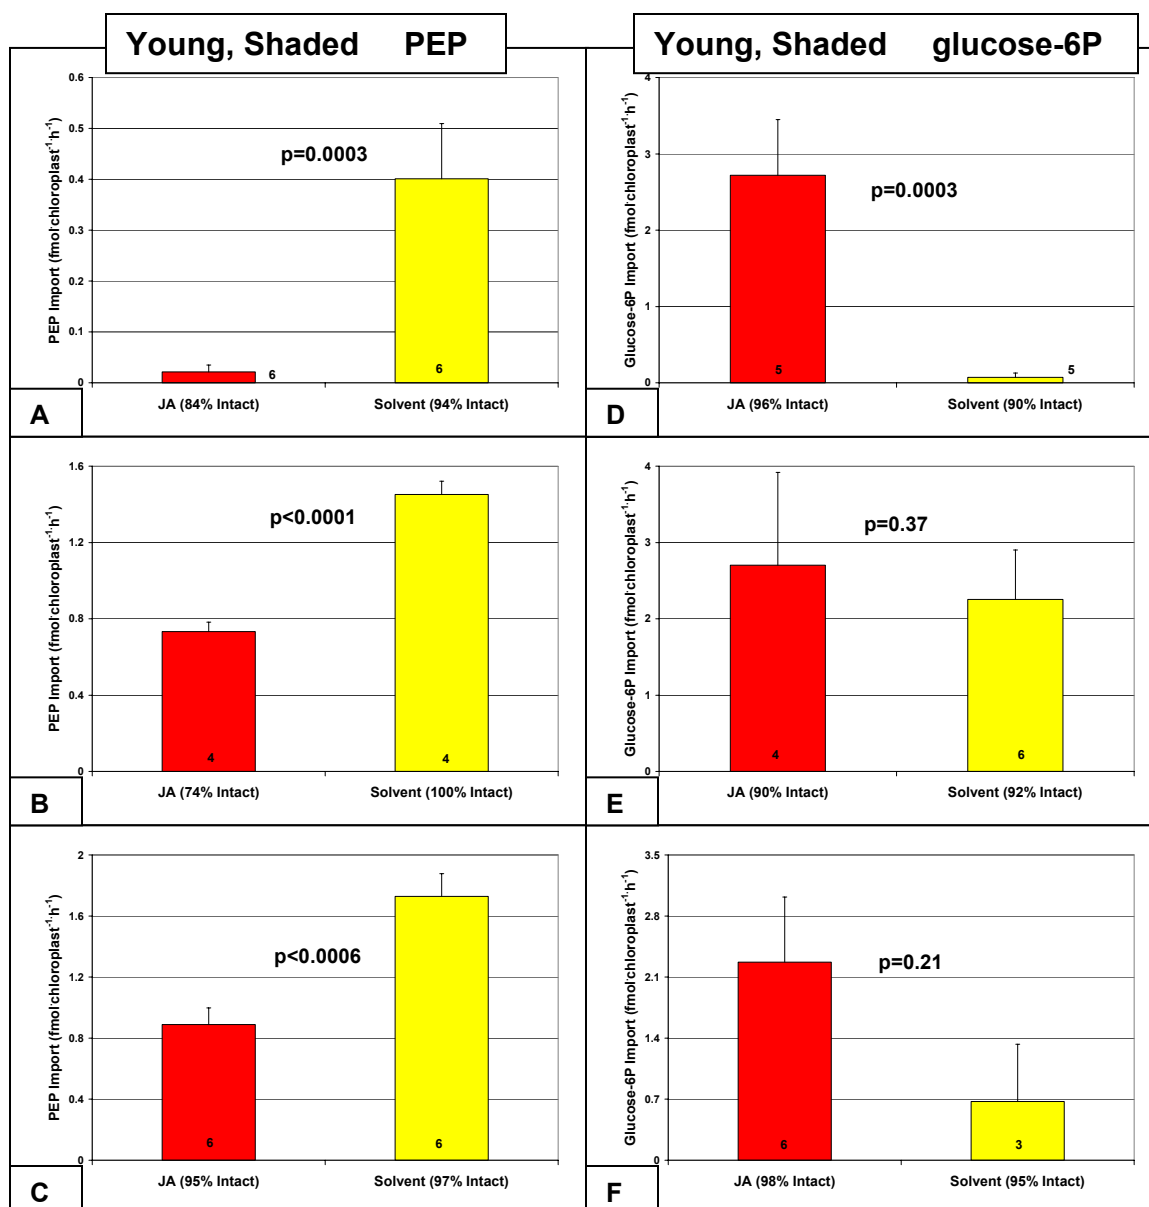 Young, Shaded PEP
PEP Import (fmol·chloroplast⁻¹·h⁻¹)
0.6
0.5
0.4
0.3
0.2
0.1
0
p=0.0003
6
6
JA (84% Intact) Solvent (94% Intact)
A
PEP Import (fmol·chloroplast⁻¹·h⁻¹)
1.6
1.2
0.8
0.4
0
p<0.0001
4
4
JA (74% Intact) Solvent (100% Intact)
B
PEP Import (fmol·chloroplast⁻¹·h⁻¹)
2
1.6
1.2
0.8
0.4
0
p<0.0006
6
6
JA (95% Intact) Solvent (97% Intact)
C
Young, Shaded glucose-6P
Glucose-6P Import (fmol·chloroplast⁻¹·h⁻¹)
4
3
2
1
0
p=0.0003
5
5
JA (96% Intact) Solvent (90% Intact)
D
Glucose-6P Import (fmol·chloroplast⁻¹·h⁻¹)
4
3
2
1
0
p=0.37
4
6
JA (90% Intact) Solvent (92% Intact)
E
Glucose-6P Import (fmol·chloroplast⁻¹·h⁻¹)
3.5
2.8
2.1
1.4
0.7
0
p=0.21
6
3
JA (98% Intact) Solvent (95% Intact)
F